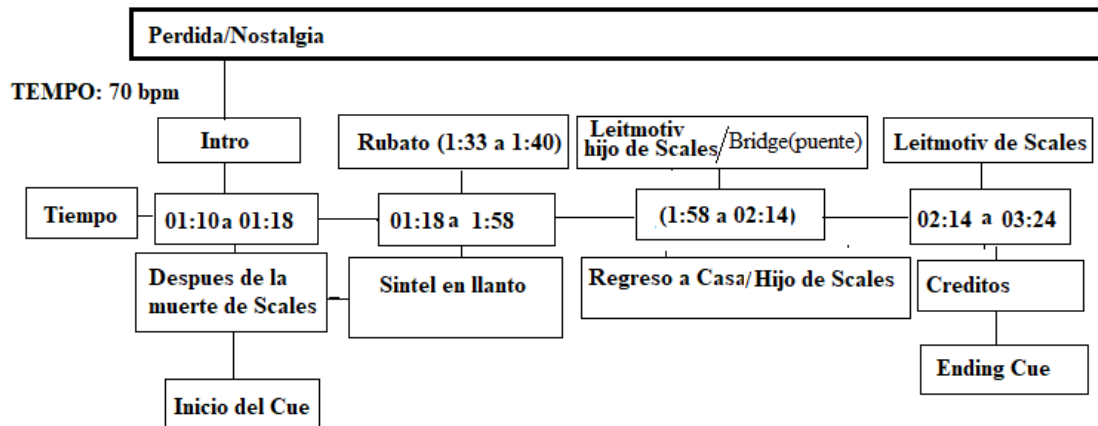 Perdida/Nostalgia
TEMPO: 70 bpm
Intro
Rubato (1:33 a 1:40)
Leitmotiv
hijo de Scales/Bridge(puente)
Leitmotiv de Scales
Tiempo
01:10 a 01:18
01:18 a 1:58
(1:58 a 02:14)
02:14 a 03:24
Despues de la
muerte de Scales
Sintel en llanto
Regreso a Casa/Hijo de Scales
Creditos
Inicio del Cue
Ending Cue